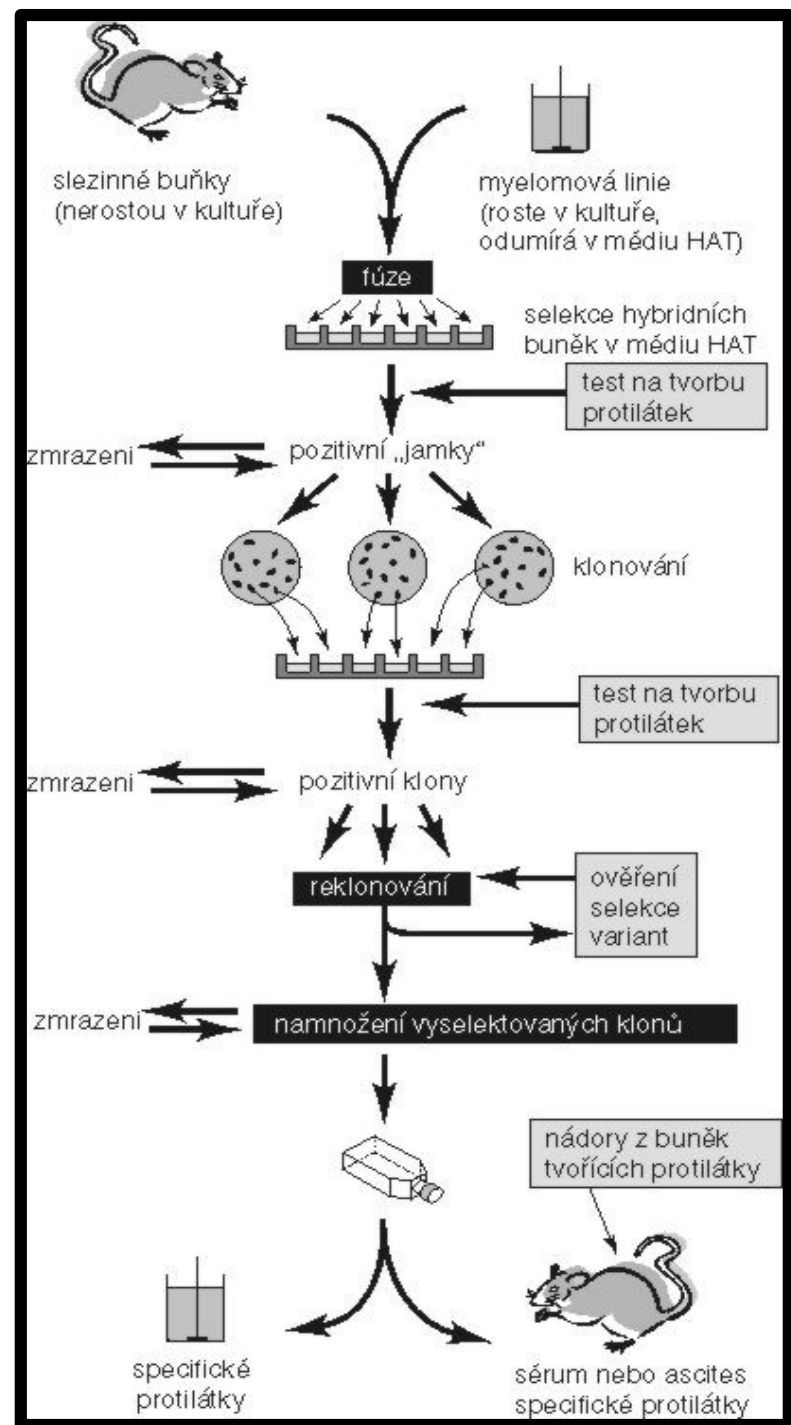 slezinné buňky
(nerostou v kultuře)
myelomová linie
(roste v kultuře,
odumírá v médiu HAT)
fúze
selekce hybridních
buněk v médiu HAT
test na tvorbu
protilátek
zmrazeni
pozitivní „jamky“
klonování
test na tvorbu
protilátek
zmrazeni
pozitivní klony
reklonování
ověření
selekce
variant
zmrazeni
namnožení vyselektovaných klonů
nádory z buněk
tvořících protilátky
specifické
protilátky
sérum nebo ascites
specifické protilátky